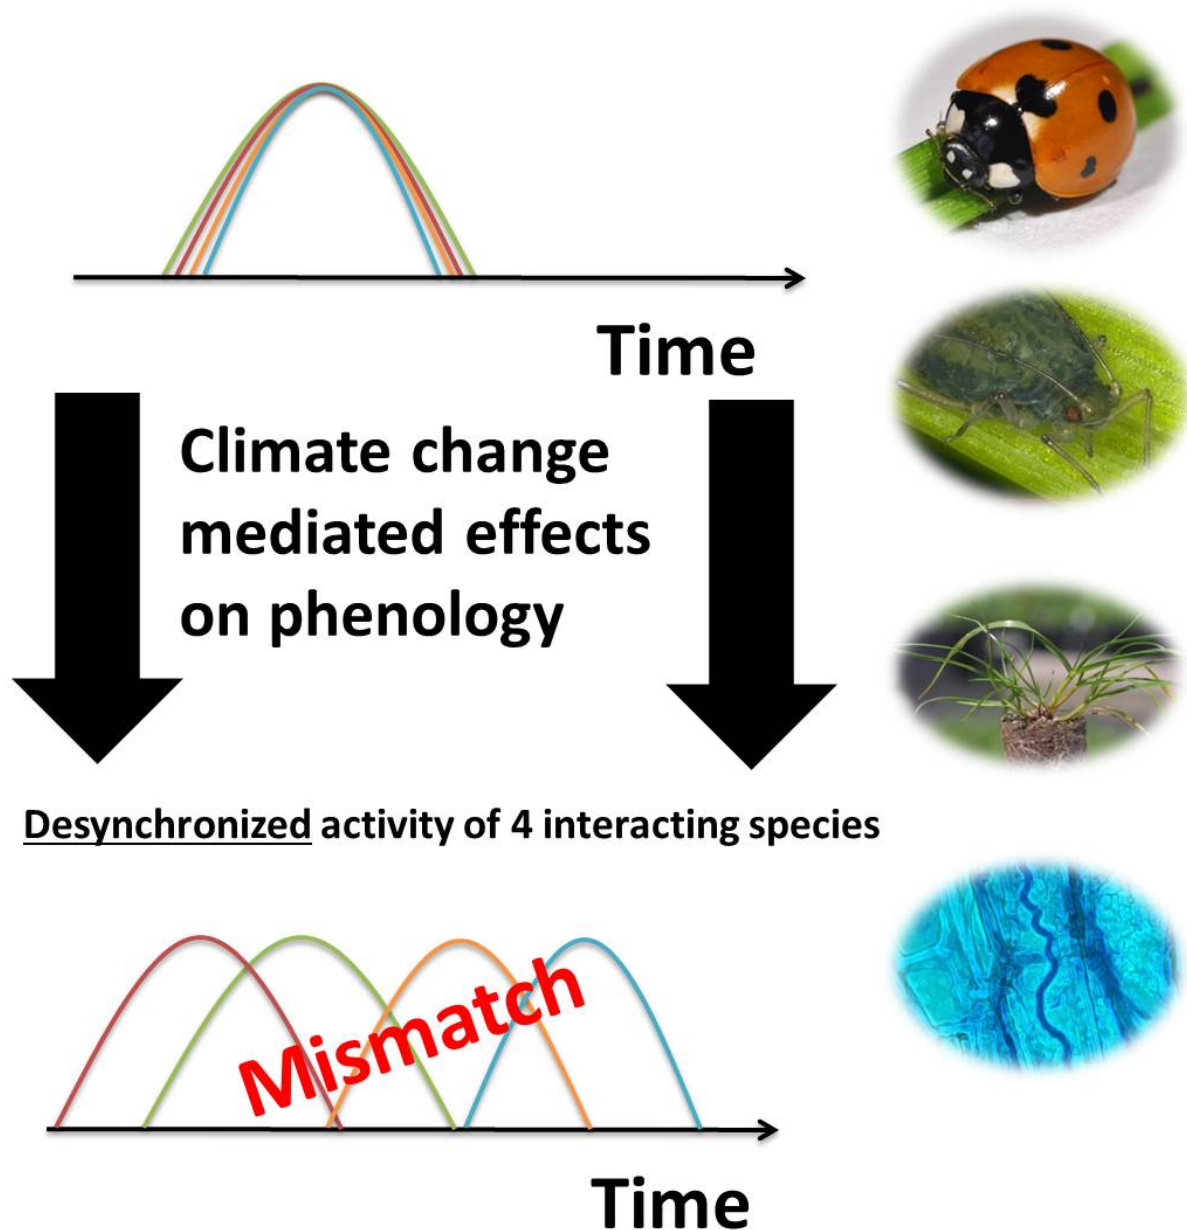 Time
Climate change
mediated effects
on phenology
Desynchronized activity of 4 interacting species
Mismatch
Time